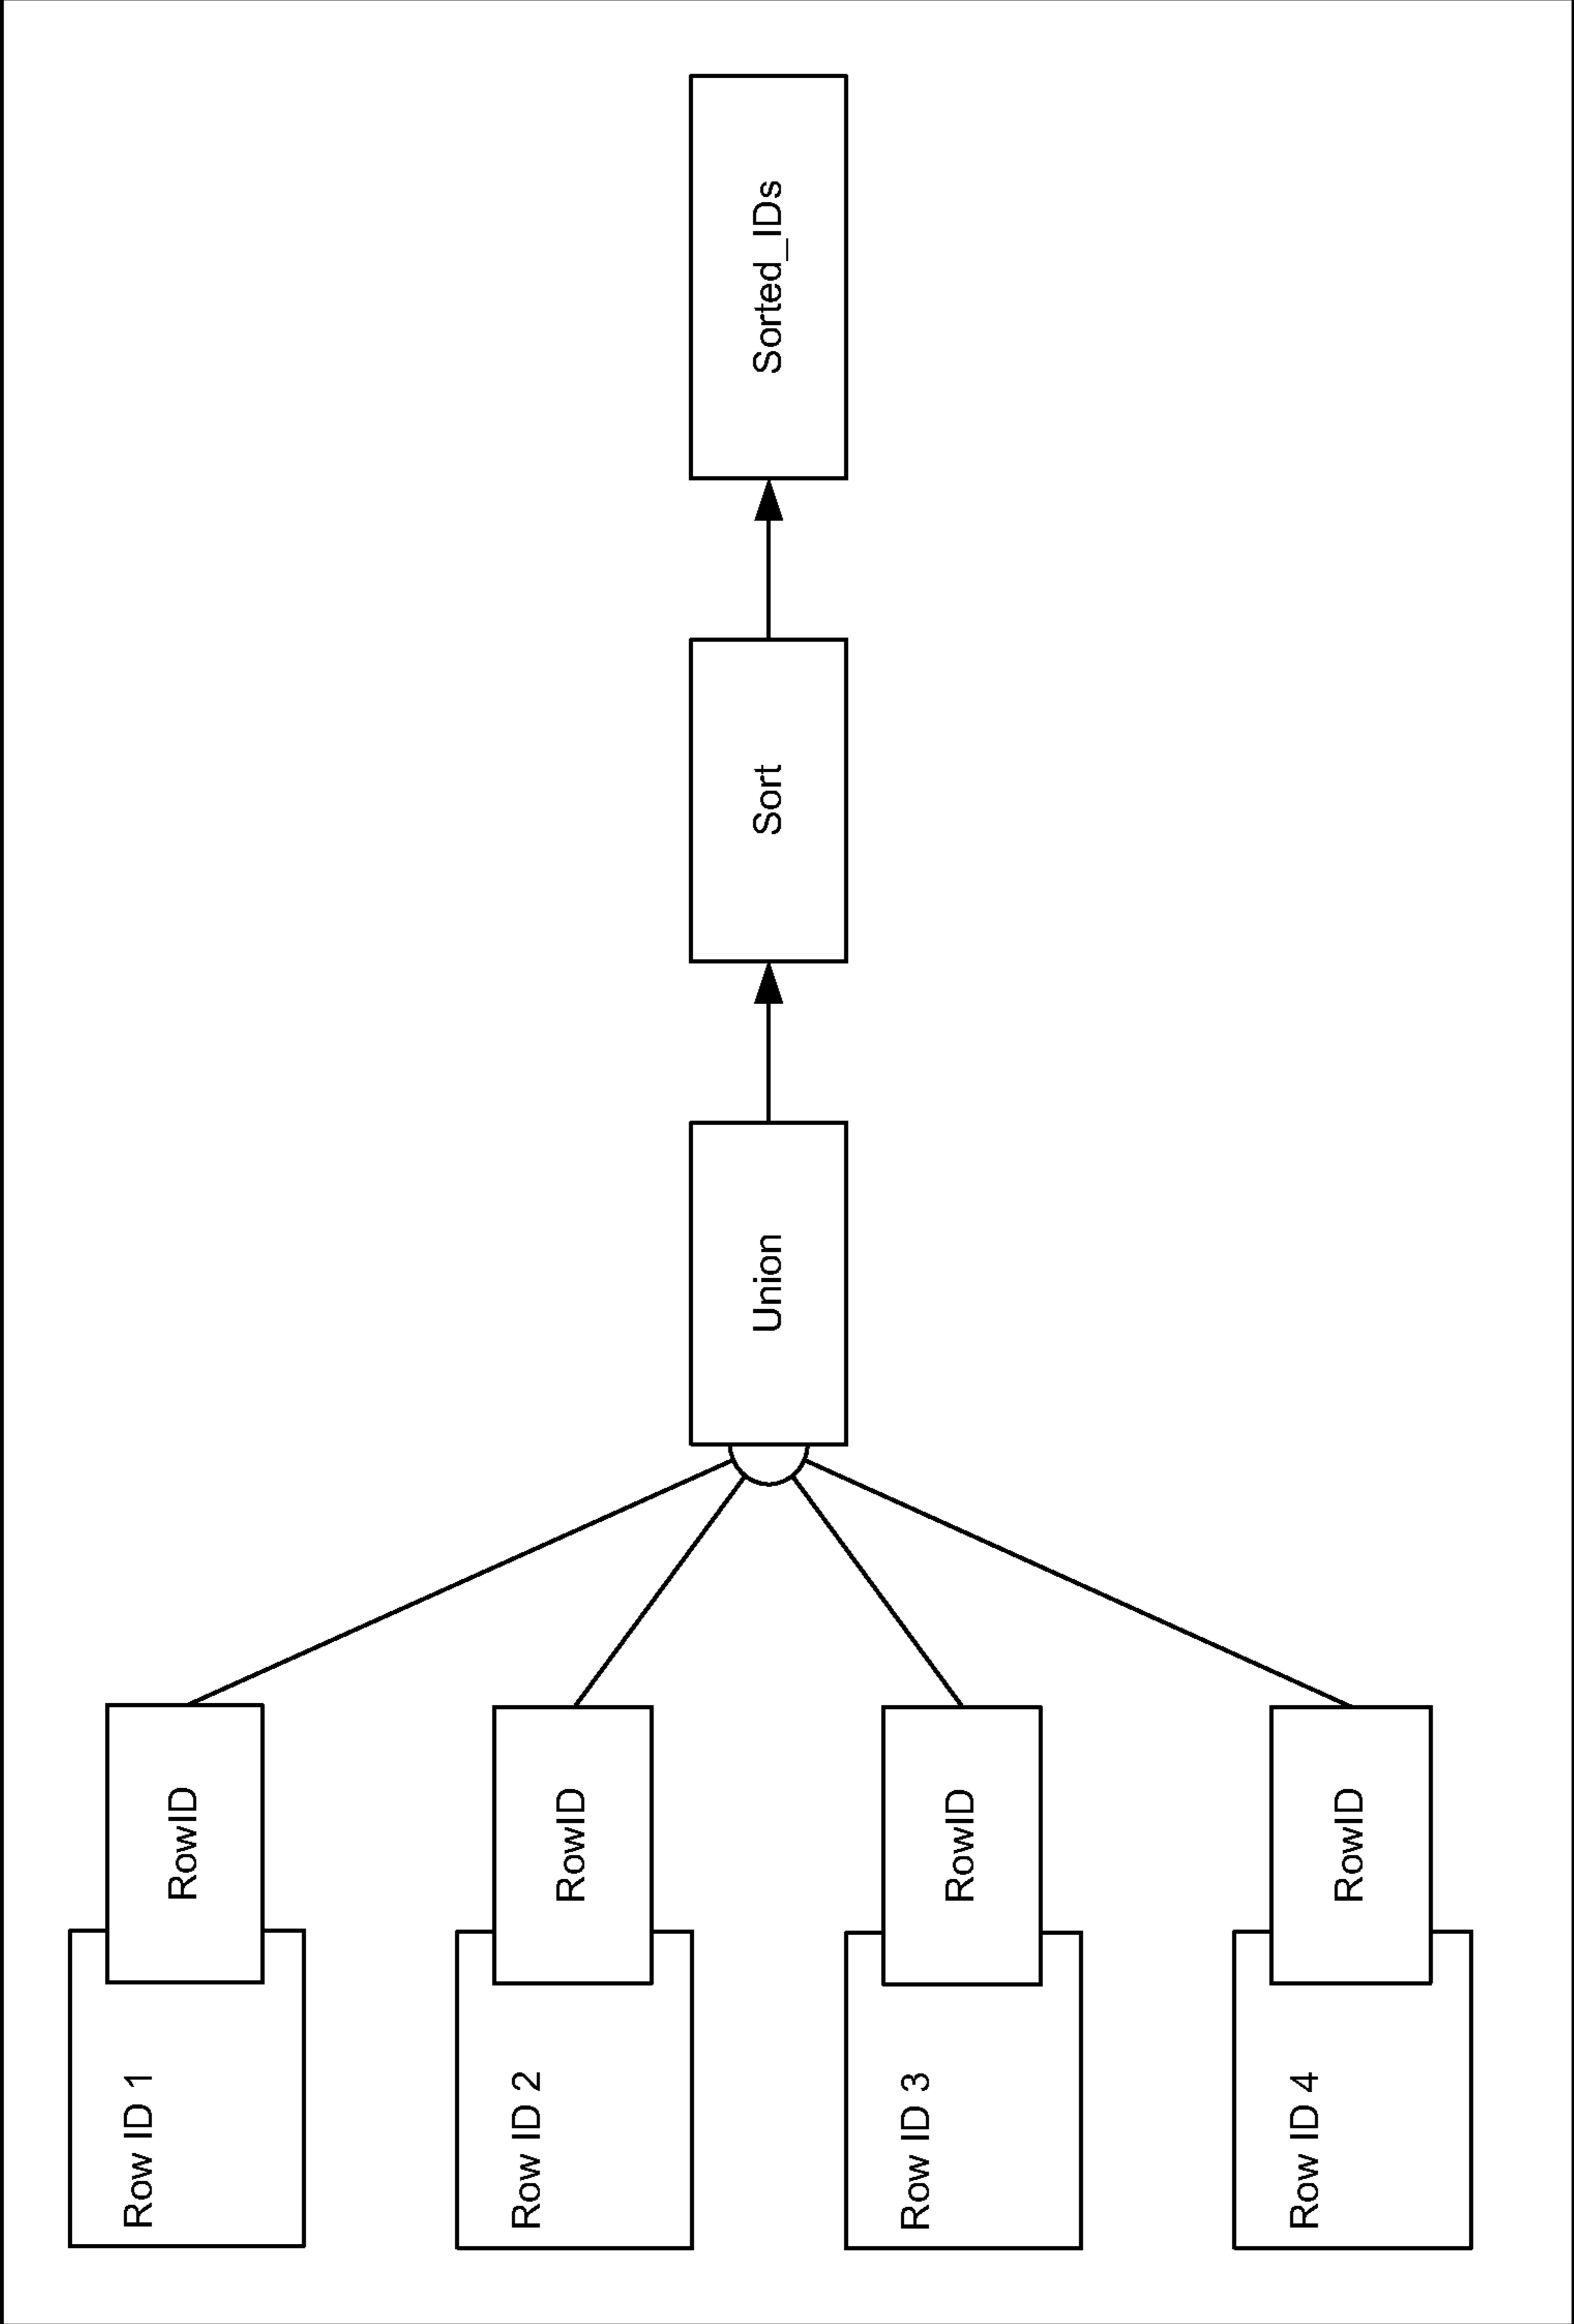 Row ID 1
RowID
Row ID 2
RowID
Row ID 3
RowID
Row ID 4
RowID
Union
Sort
Sorted_IDs